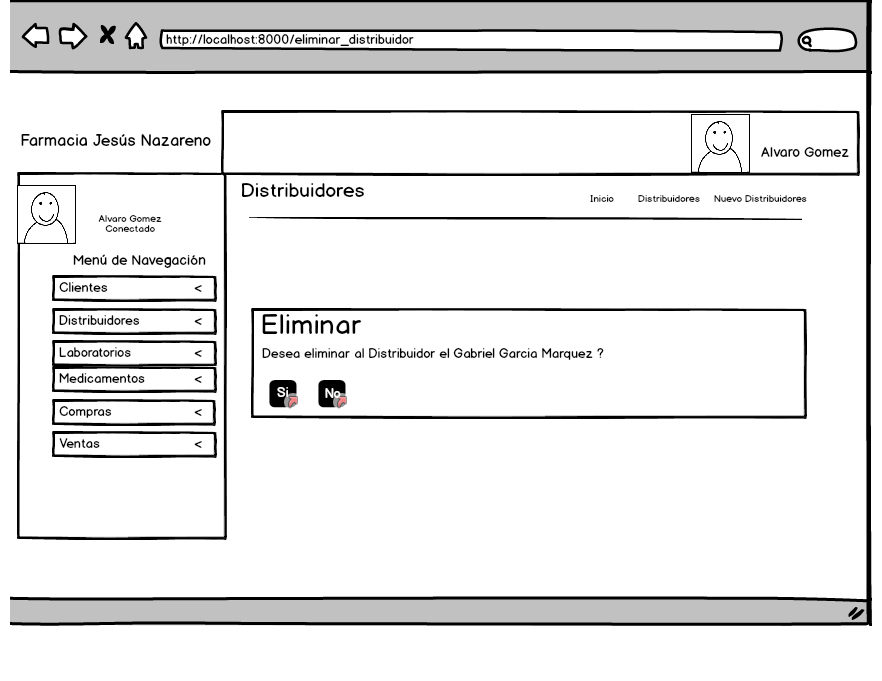 http://localhost:8000/eliminar_distribuidor
Farmacia Jesús Nazareno
Alvaro Gomez
Alvaro Gomez
Conectado
Menú de Navegación
Clientes <
Distribuidores <
Laboratorios <
Medicamentos <
Compras <
Ventas <
Distribuidores
Inicio Distribuidores Nuevo Distribuidores
Eliminar
Desea eliminar al Distribuidor el Gabriel Garcia Marquez ?
Si No